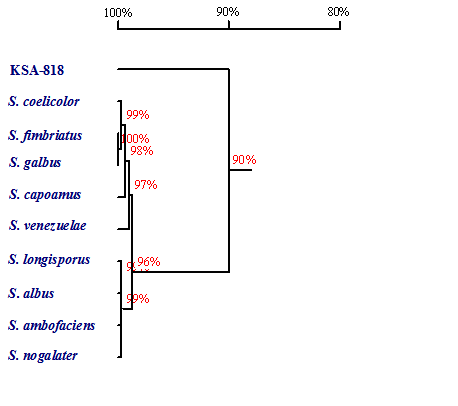 100% 90% 80%
KSA-818
S. coelicolor
99%
S. fimbriatus
100%
98%
90%
S. galbus
97%
S. capoamus
S. venezuelae
S. longisporus
96%
S. albus
99%
S. ambofaciens
S. nogalater